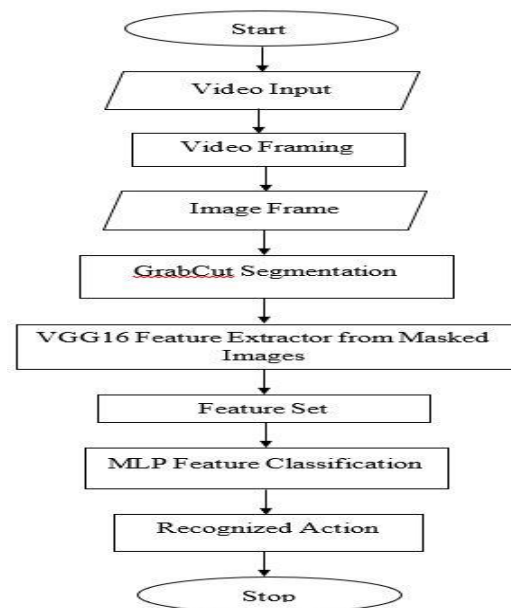 Start
Video Input
Video Framing
Image Frame
GrabCut Segmentation
VGG16 Feature Extractor from Masked
Images
Feature Set
MLP Feature Classification
Recognized Action
Stop